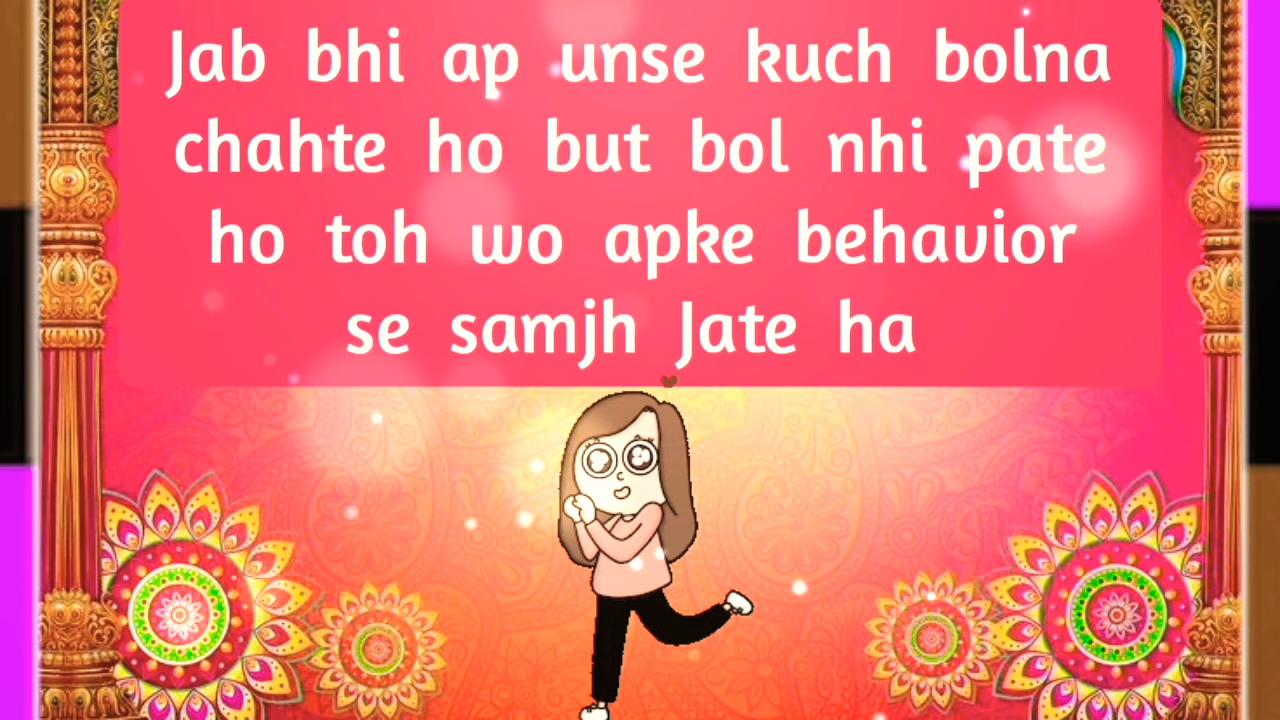 Jab bhi ap unse kuch bolna
chahte ho but bol nhi pate
ho toh wo apke behavior
se samjh Jate ha